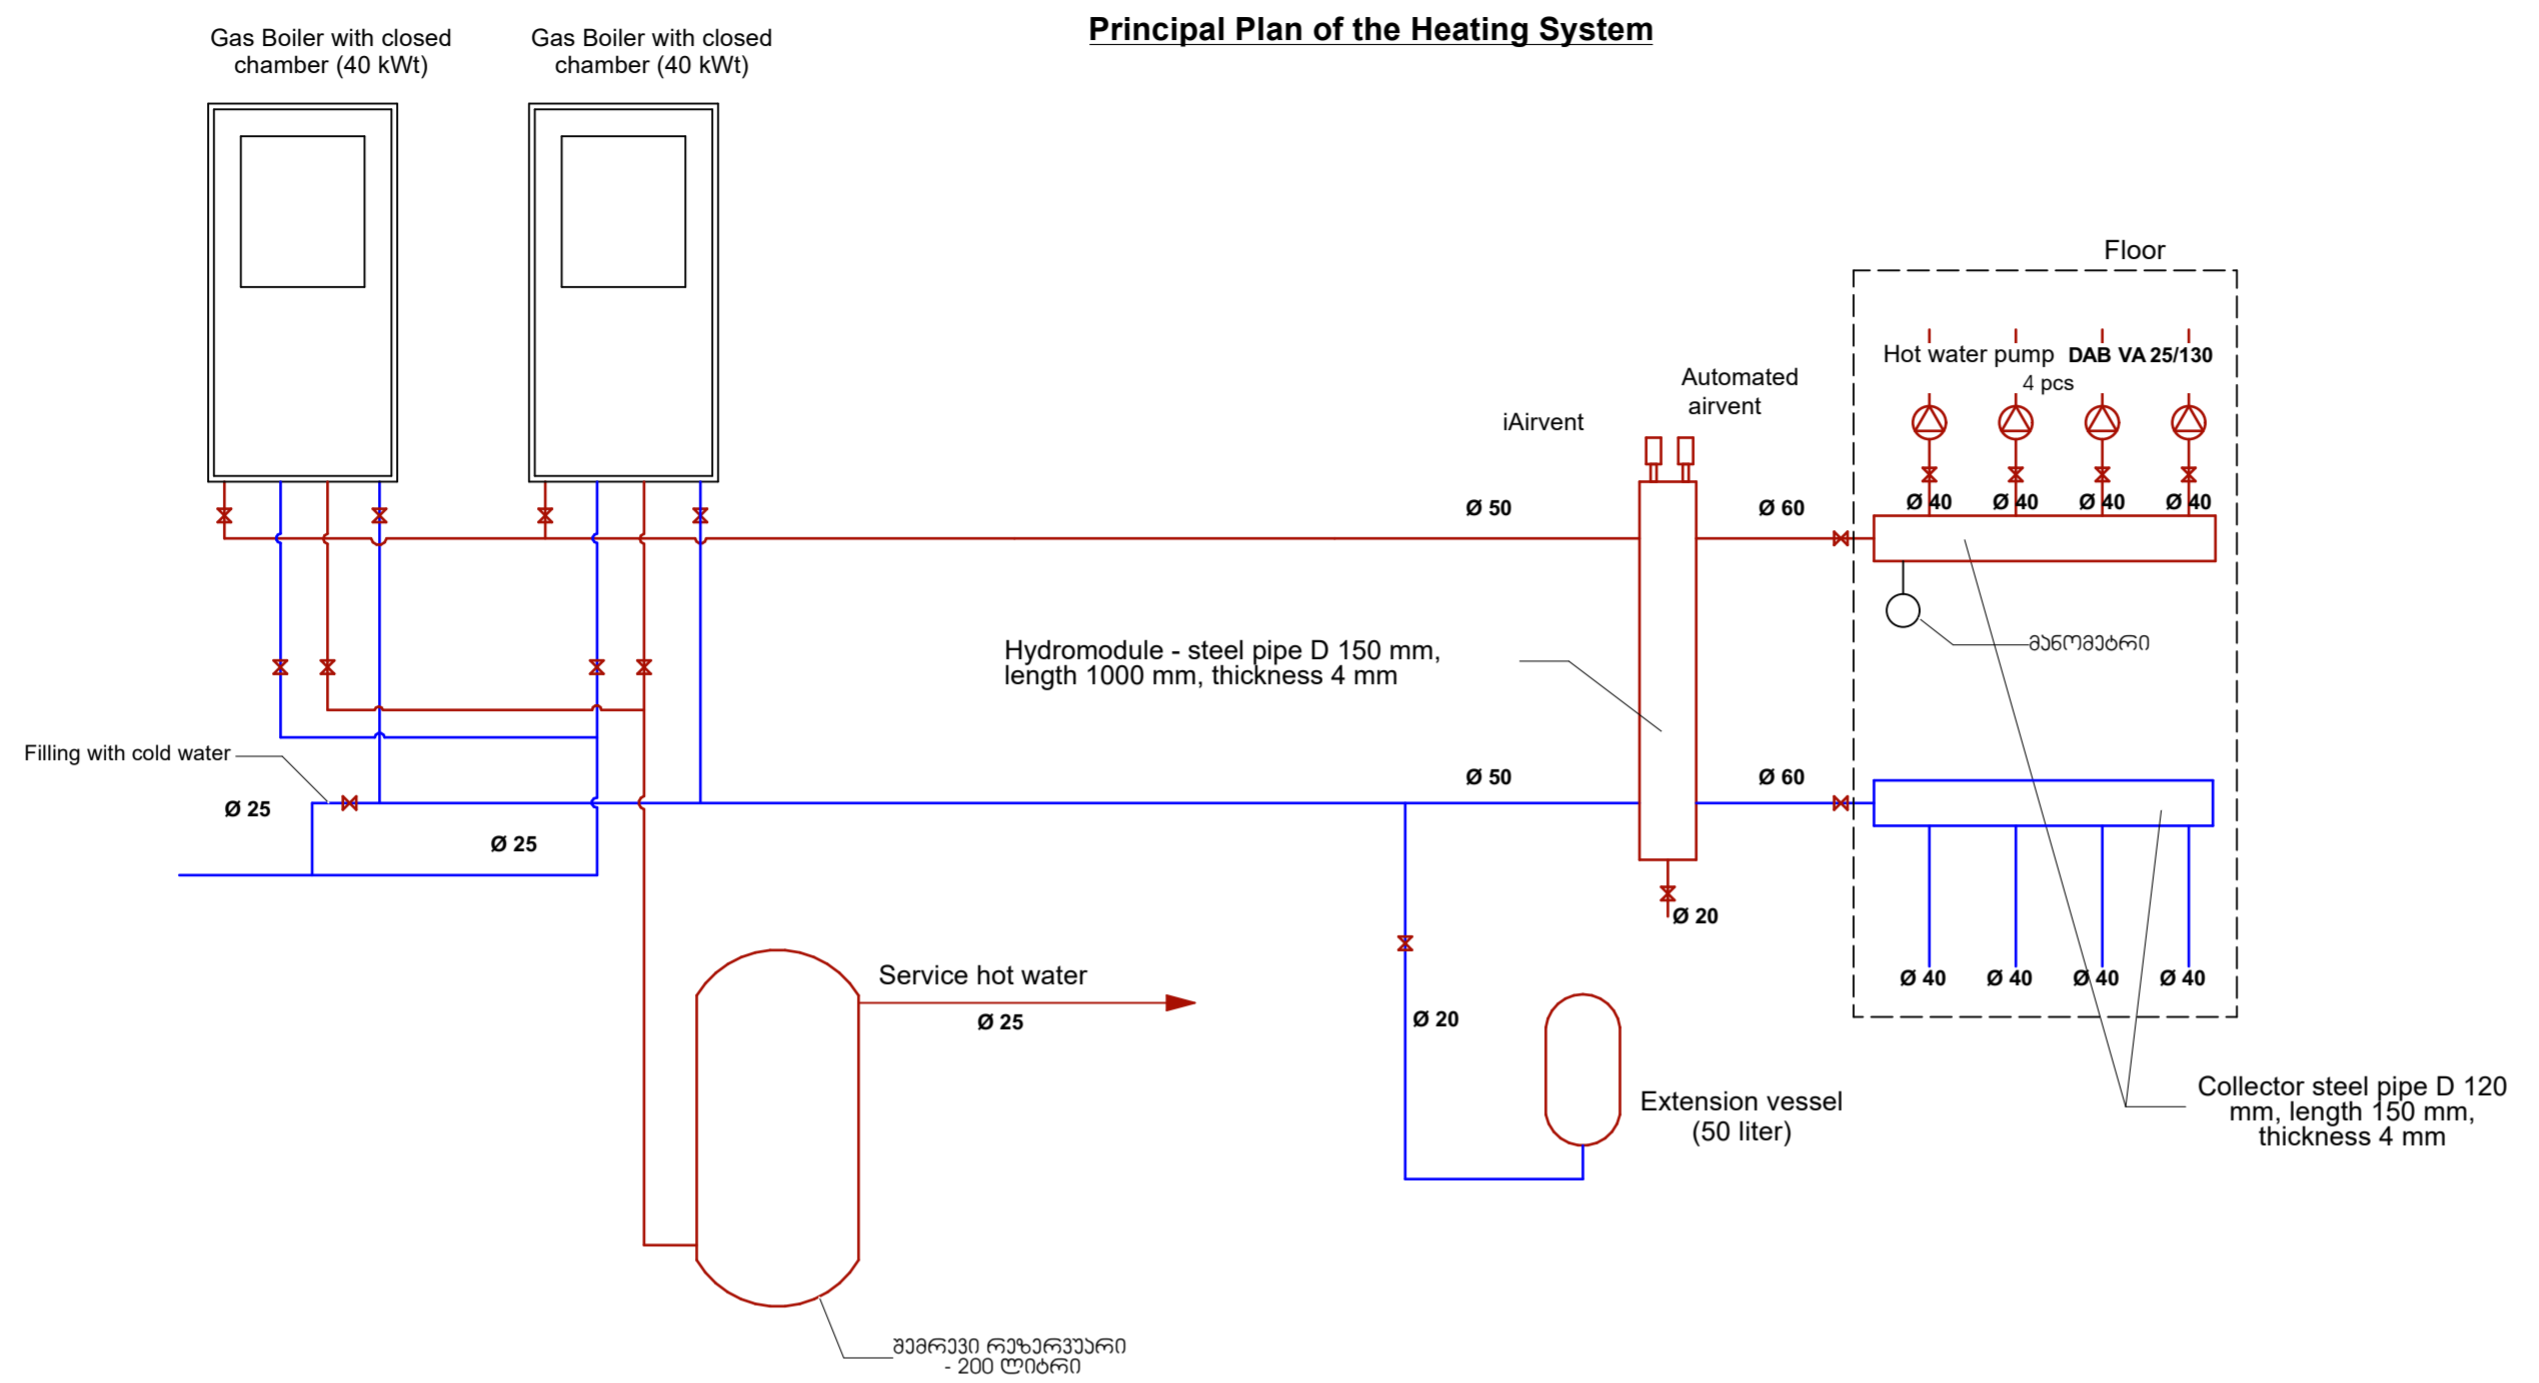 Principal Plan of the Heating System
Gas Boiler with closed
chamber (40 kWt)
Gas Boiler with closed
chamber (40 kWt)
Floor
Hot water pump DAB VA 25/130
4 pcs
Automated
airvent
iAirvent
Ø 50
Ø 60
Ø 40
Ø 40
Ø 40
Ø 40
მანომეტრი
Hydromodule - steel pipe D 150 mm,
length 1000 mm, thickness 4 mm
Filling with cold water
Ø 25
Ø 25
Ø 50
Ø 60
Ø 20
Ø 40
Ø 40
Ø 40
Ø 40
Service hot water
Ø 25
Ø 20
Extension vessel
(50 liter)
Collector steel pipe D 120
mm, length 150 mm,
thickness 4 mm
შემრევი რეზერვუარი
- 200 ლიტრი